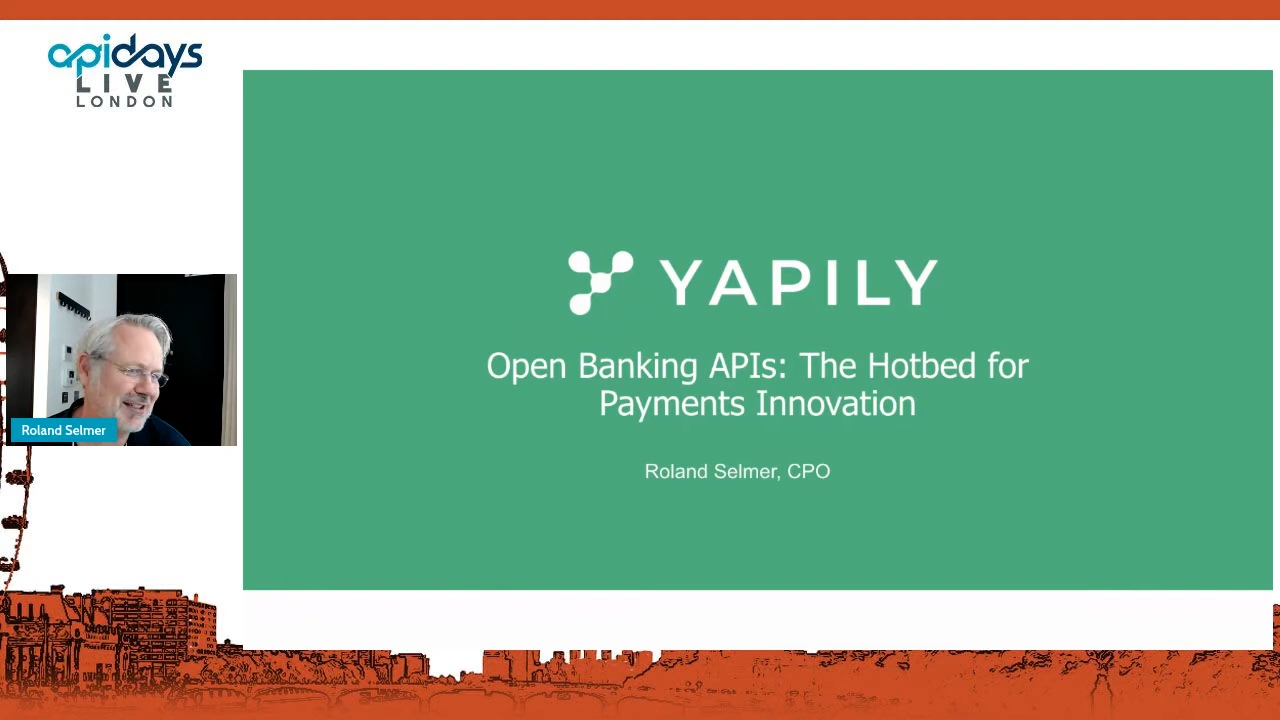 apidays
LIVE
LONDON
YAPILY
Open Banking APIs: The Hotbed for
Payments Innovation
Roland Selmer, CPO
Roland Selmer